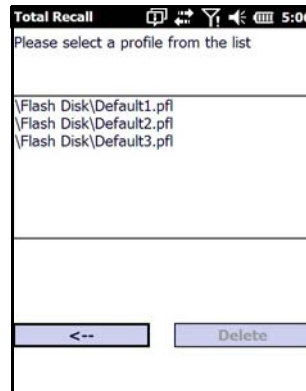 Total Recall 5:06
Please select a profile from the list
\Flash Disk\Default1.pfl
\Flash Disk\Default2.pfl
\Flash Disk\Default3.pfl
<-- Delete